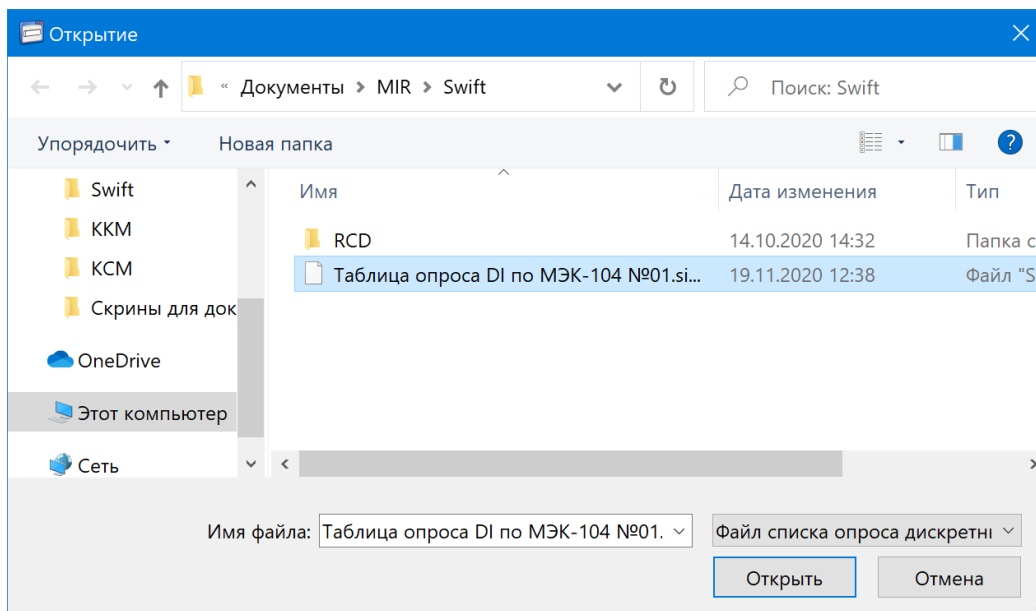 Открытие
« Документы > MIR > Swift
Поиск: Swift
Упорядочить
Новая папка
Swift
ККМ
КСМ
Скрины для док
OneDrive
Этот компьютер
Сеть
Имя Дата изменения Тип
RCD 14.10.2020 14:32 Папка с
Таблица опроса DI по МЭК-104 №01.si... 19.11.2020 12:38 Файл "S
Имя файла: Таблица опроса DI по МЭК-104 №01. Файл списка опроса дискретні
Открыть Отмена